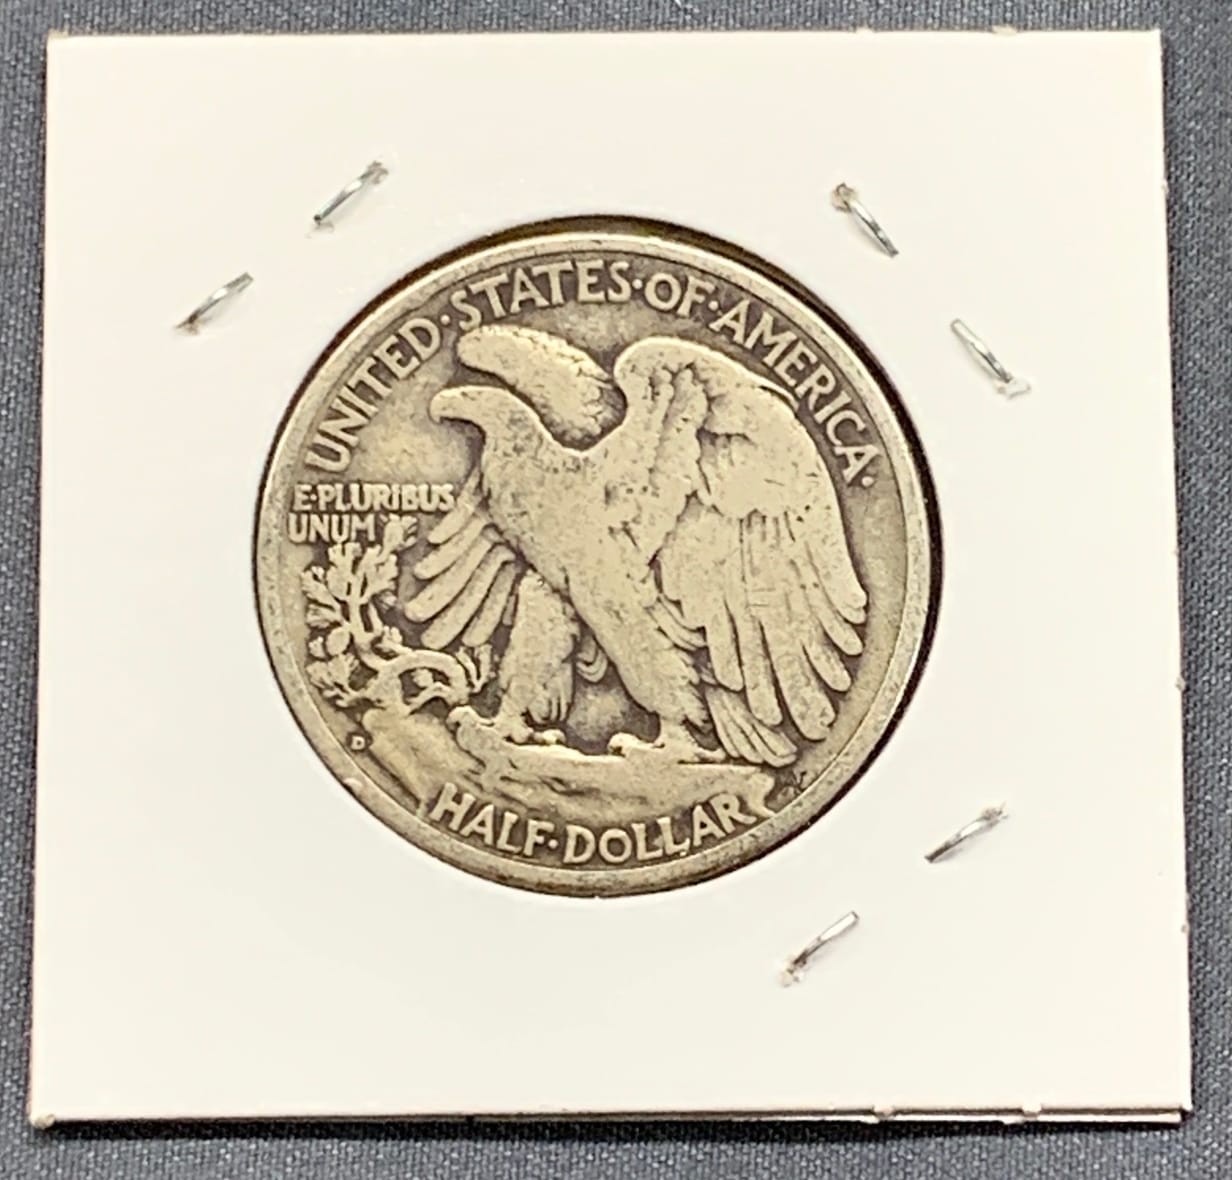 UNITED·STATES·OF·AMERICA·
E·PLURIBUS
UNUM
D
HALF·DOLLAR